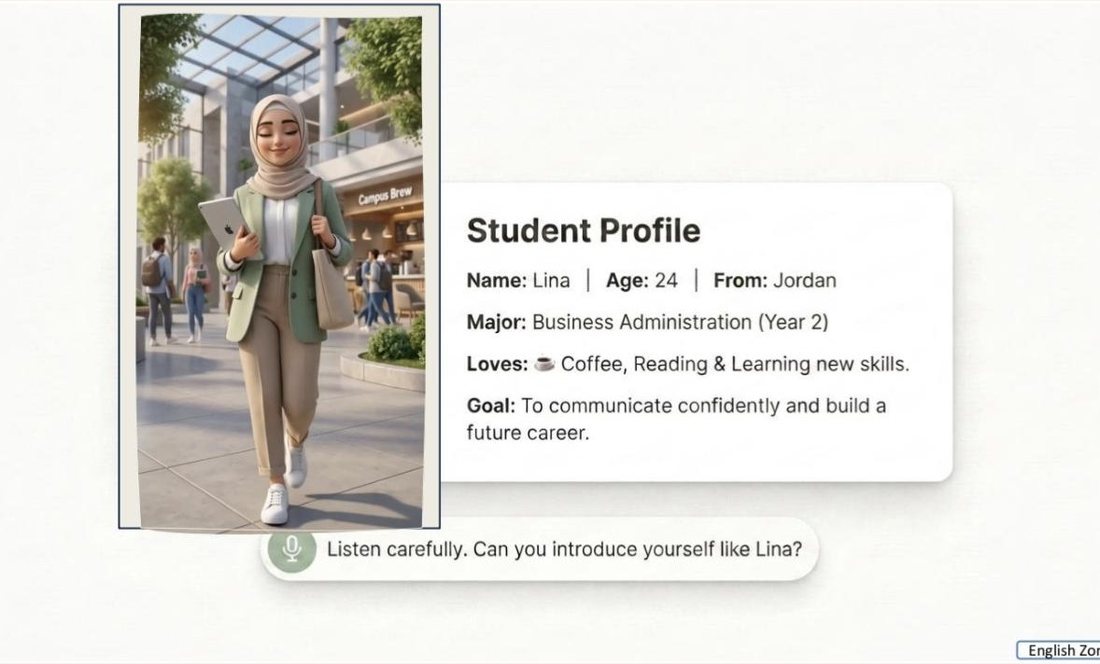 Campus Brew
Student Profile
Name: Lina | Age: 24 | From: Jordan
Major: Business Administration (Year 2)
Loves: ☕ Coffee, Reading & Learning new skills.
Goal: To communicate confidently and build a
future career.
Listen carefully. Can you introduce yourself like Lina?
English